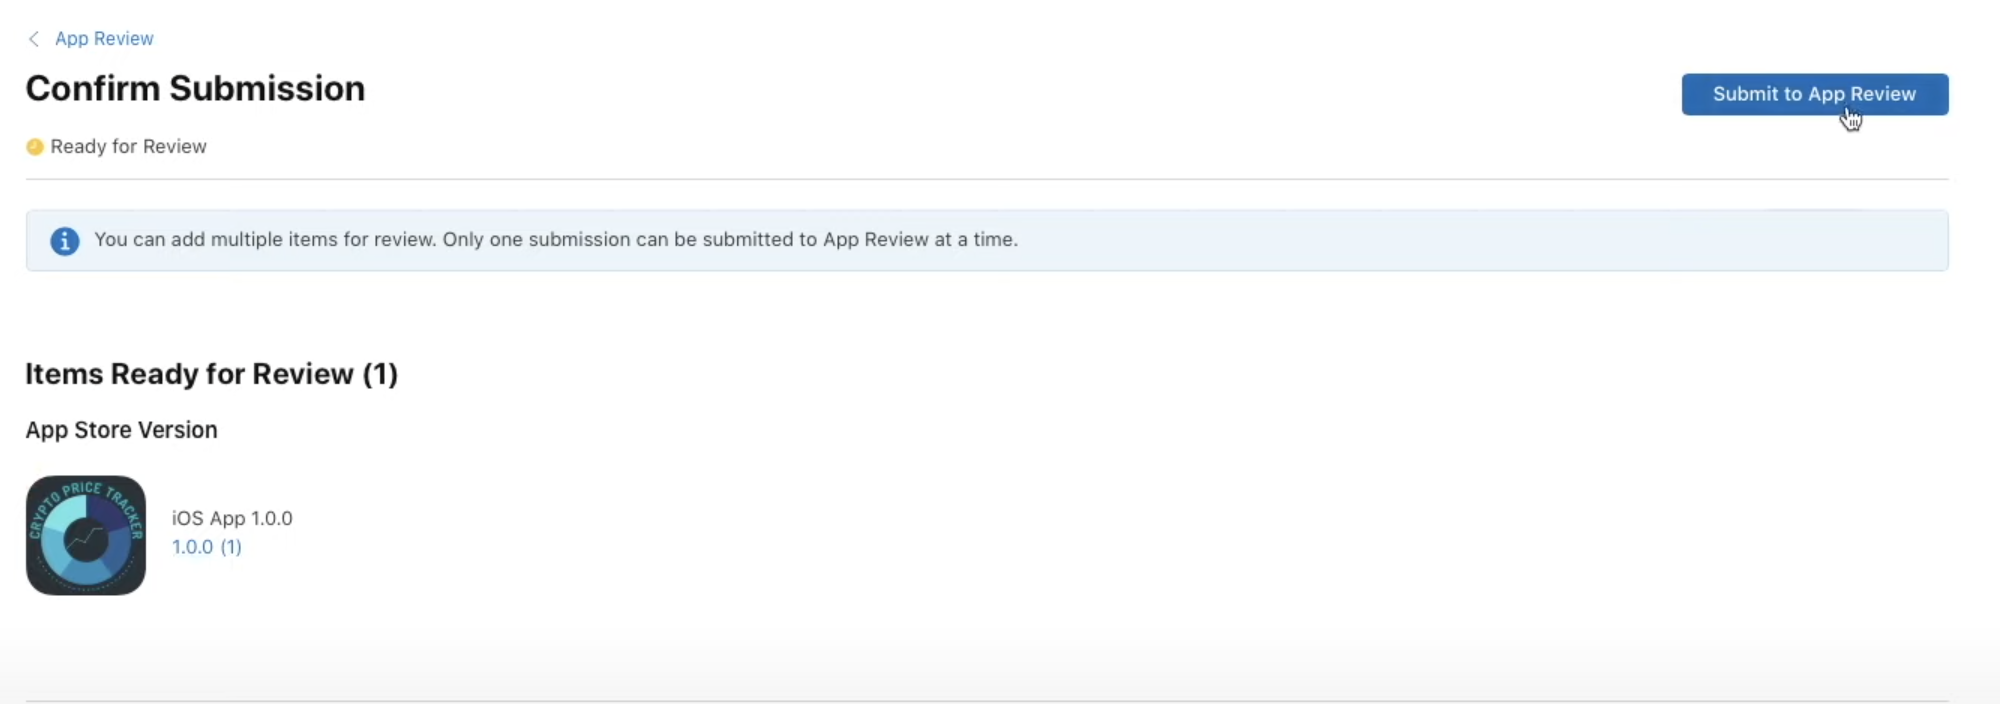 App Review
Confirm Submission
Submit to App Review
Ready for Review
You can add multiple items for review. Only one submission can be submitted to App Review at a time.
Items Ready for Review (1)
App Store Version
CRYPTO PRICE TRACKER
iOS App 1.0.0
1.0.0 (1)